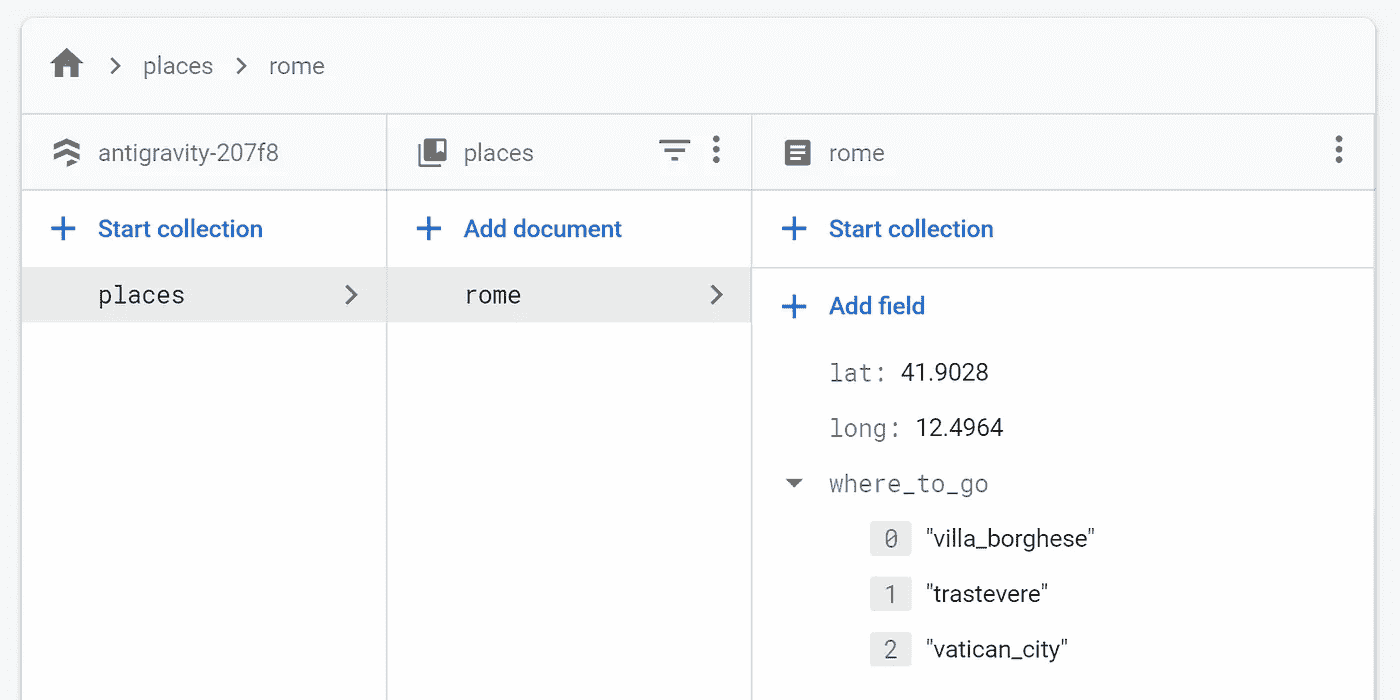 places rome
antigravity-207f8
places
rome
Start collection
Add document
Start collection
places
rome
Add field
lat: 41.9028
long: 12.4964
where_to_go
0 "villa_borghese"
1 "trastevere"
2 "vatican_city"